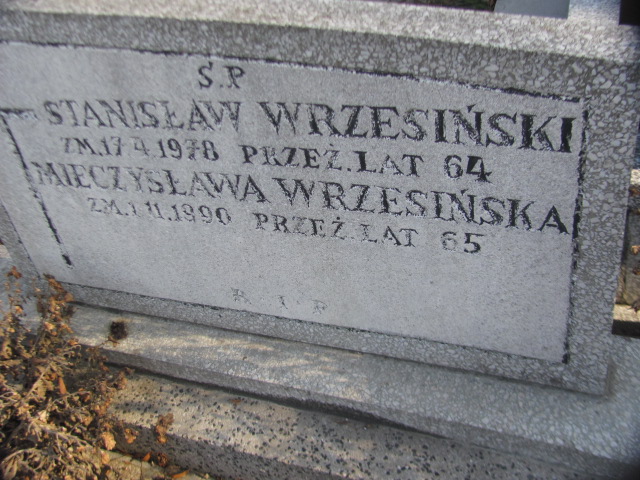 Ś.P
STANISŁAW WRZESIŃSKI
ZM.17.4.1978 PRZEŻ.LAT 64
MIECZYSŁAWA WRZESIŃSKA
ZM.1.11.1990 PRZEŻ.LAT 65
R I P